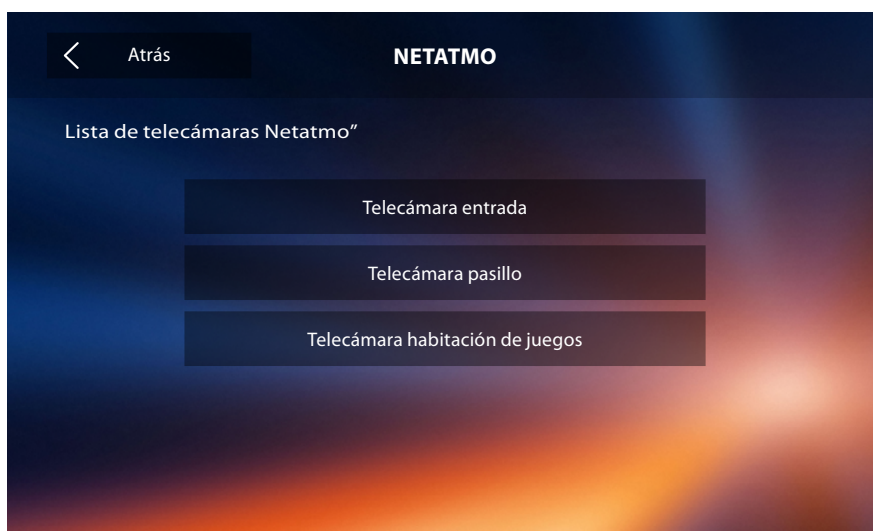 Atrás
NETATMO
Lista de telecámaras Netatmo”
Telecámara entrada
Telecámara pasillo
Telecámara habitación de juegos